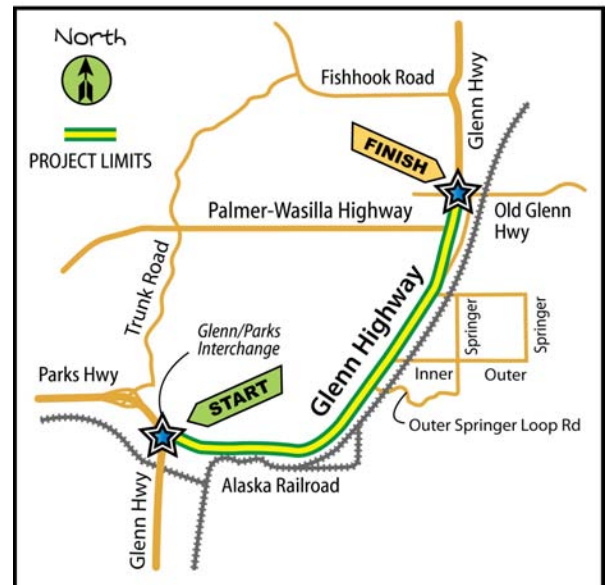 North
PROJECT LIMITS
Fishhook Road
Glenn Hwy
FINISH
Palmer-Wasilla Highway
Old Glenn
Hwy
Trunk Road
Glenn/Parks
Interchange
Glenn Highway
Springer
Springer
Parks Hwy
START
Inner
Outer
Outer Springer Loop Rd
Alaska Railroad
Glenn Hwy